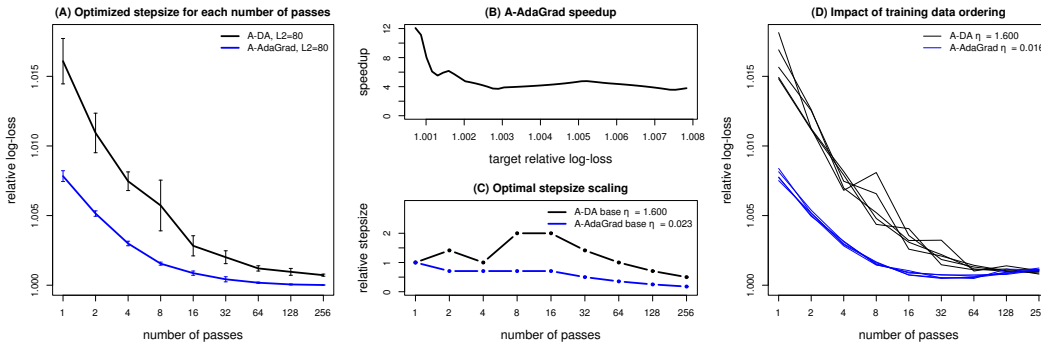 (A) Optimized stepsize for each number of passes
A-DA, L2=80
A-AdaGrad, L2=80
relative log-loss
1.000 1.005 1.010 1.015
1 2 4 8 16 32 64 128 256
number of passes
(B) A-AdaGrad speedup
speedup
0 4 8 12
1.001 1.002 1.003 1.004 1.005 1.006 1.007 1.008
target relative log-loss
(C) Optimal stepsize scaling
A-DA base η = 1.600
A-AdaGrad base η = 0.023
relative stepsize
0 1 2
1 2 4 8 16 32 64 128 256
number of passes
(D) Impact of training data ordering
A-DA η = 1.600
A-AdaGrad η = 0.016
relative log-loss
1.000 1.005 1.010 1.015
1 2 4 8 16 32 64 128 256
number of passes